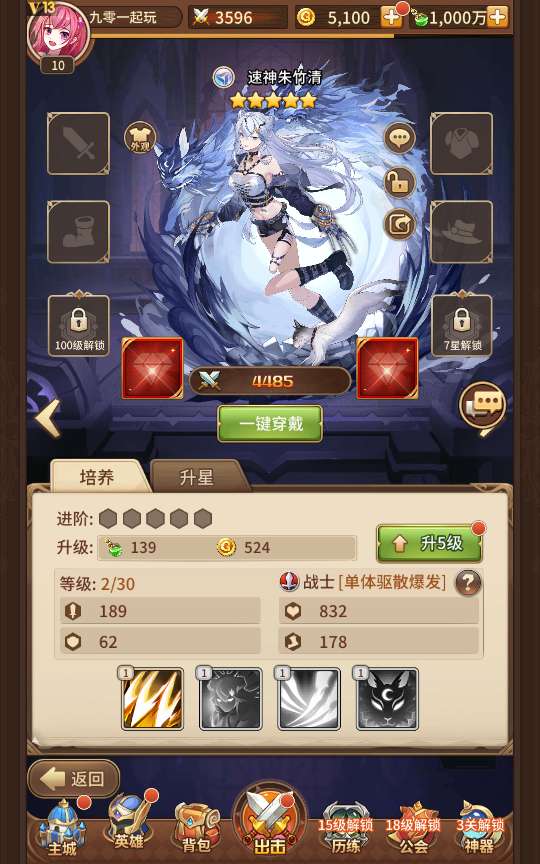 V13
九零一起玩
3596
5,100
1,000万
10
速神朱竹清
外观
100级解锁
7星解锁
4485
一键穿戴
培养
升星
进阶:
升级: 139 524
升5级
等级: 2/30
战士 [单体驱散爆发]
?
189
832
62
178
1
1
1
1
返回
主城
英雄
背包
出击
15级解锁
历练
18级解锁
公会
3关解锁
神器